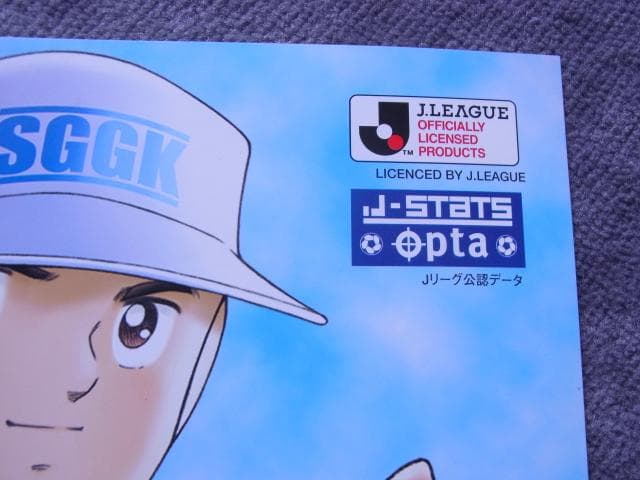 SGGK
J.LEAGUE
OFFICIALLY
LICENSED
PRODUCTS
TM
LICENCED BY J.LEAGUE
J-STATS
Opta
Jリーグ公認データ